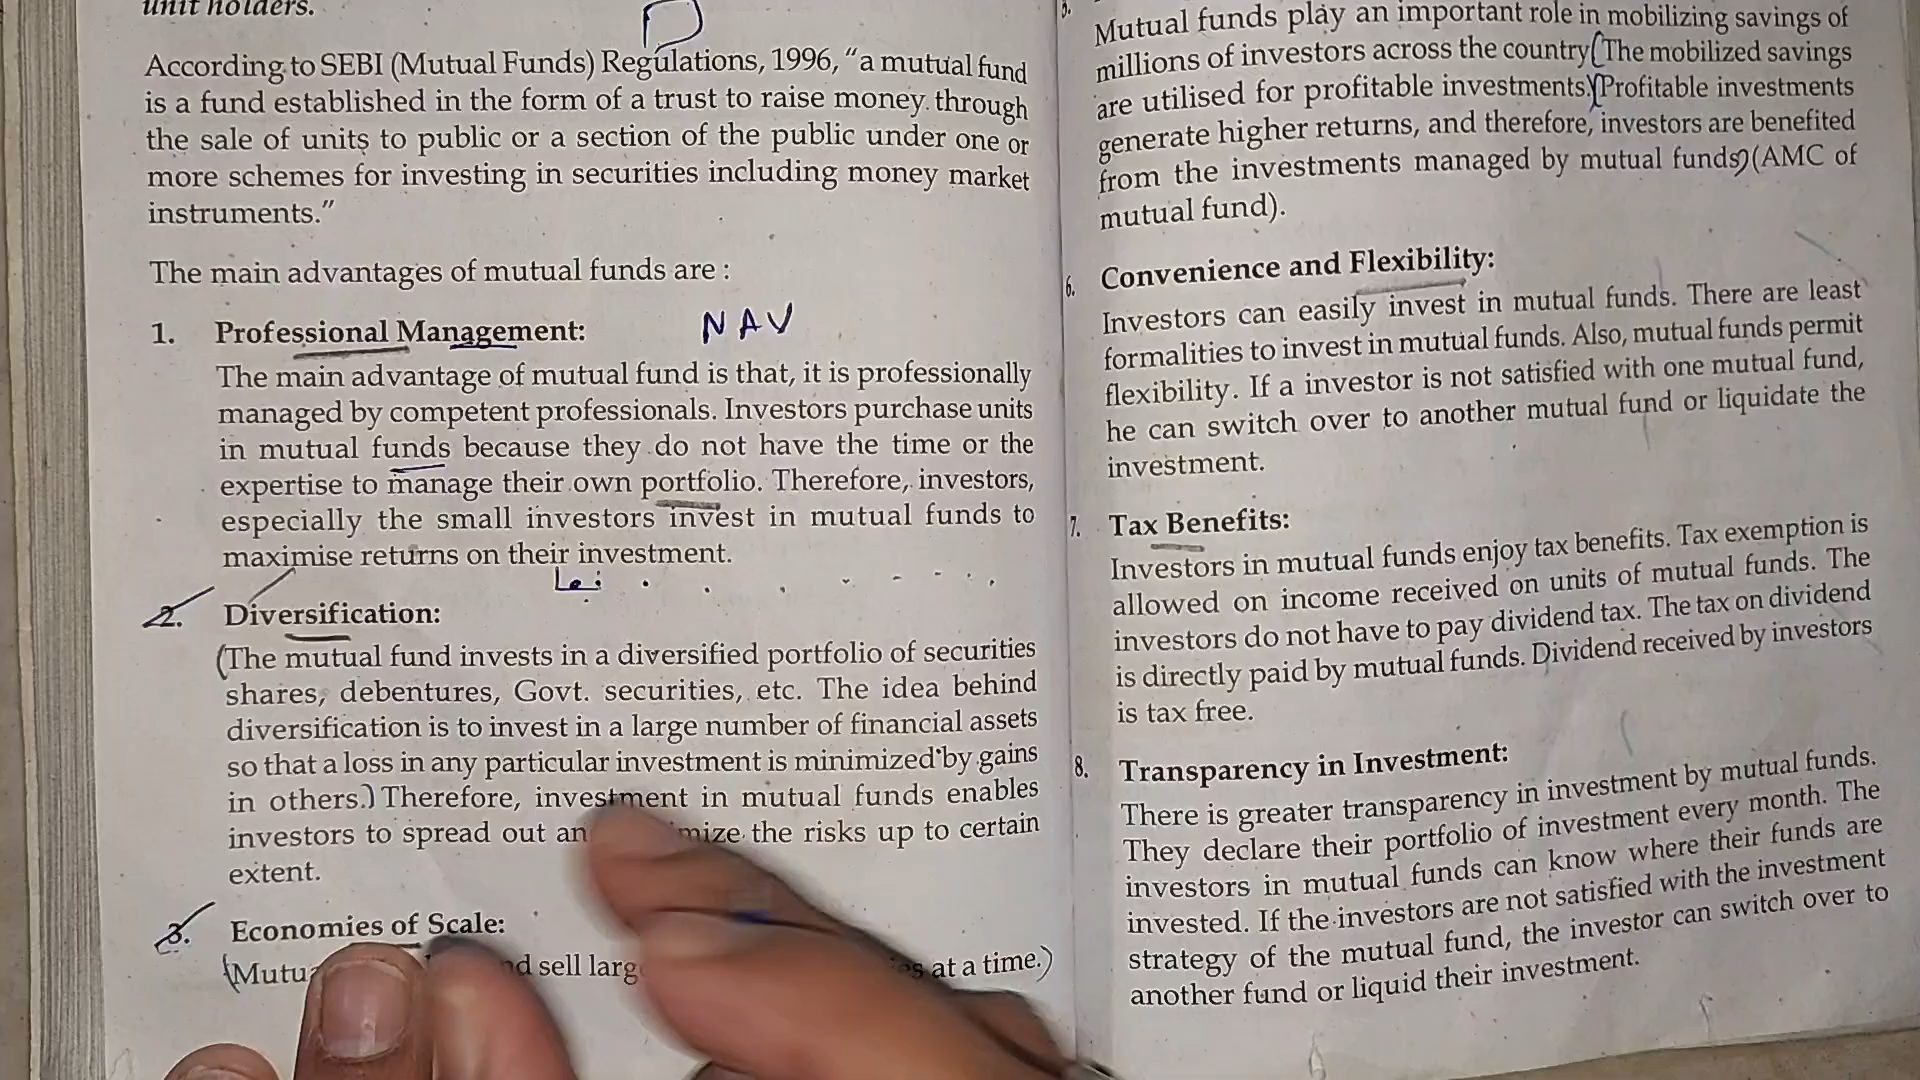 unit holders.
According to SEBI (Mutual Funds) Regulations, 1996, "a mutual fund
is a fund established in the form of a trust to raise money through
the sale of units to public or a section of the public under one or
more schemes for investing in securities including money market
instruments."
The main advantages of mutual funds are :
1. Professional Management:
NAV
The main advantage of mutual fund is that, it is professionally
managed by competent professionals. Investors purchase units
in mutual funds because they do not have the time or the
expertise to manage their own portfolio. Therefore, investors,
especially the small investors invest in mutual funds to
maximise returns on their investment.
2. Diversification:
(The mutual fund invests in a diversified portfolio of securities
shares, debentures, Govt. securities, etc. The idea behind
diversification is to invest in a large number of financial assets
so that a loss in any particular investment is minimized by gains
in others.) Therefore, investment in mutual funds enables
investors to spread out the risks up to certain
extent.
3. Economies of Scale:
sell at a time.)
Mutual funds play an important role in mobilizing savings of
millions of investors across the country (The mobilized savings
are utilised for profitable investments.) (Profitable investments
generate higher returns, and therefore, investors are benefited
from the investments managed by mutual funds) (AMC of
mutual fund).
6. Convenience and Flexibility:
Investors can easily invest in mutual funds. There are least
formalities to invest in mutual funds. Also, mutual funds permit
flexibility. If a investor is not satisfied with one mutual fund,
he can switch over to another mutual fund or liquidate the
investment.
7. Tax Benefits:
Investors in mutual funds enjoy tax benefits. Tax exemption is
allowed on income received on units of mutual funds. The
investors do not have to pay dividend tax. The tax on dividend
is directly paid by mutual funds. Dividend received by investors
is tax free.
8. Transparency in Investment:
There is greater transparency in investment by mutual funds.
They declare their portfolio of investment every month. The
investors in mutual funds can know where their funds are
invested. If the investors are not satisfied with the investment
strategy of the mutual fund, the investor can switch over to
another fund or liquid their investment.